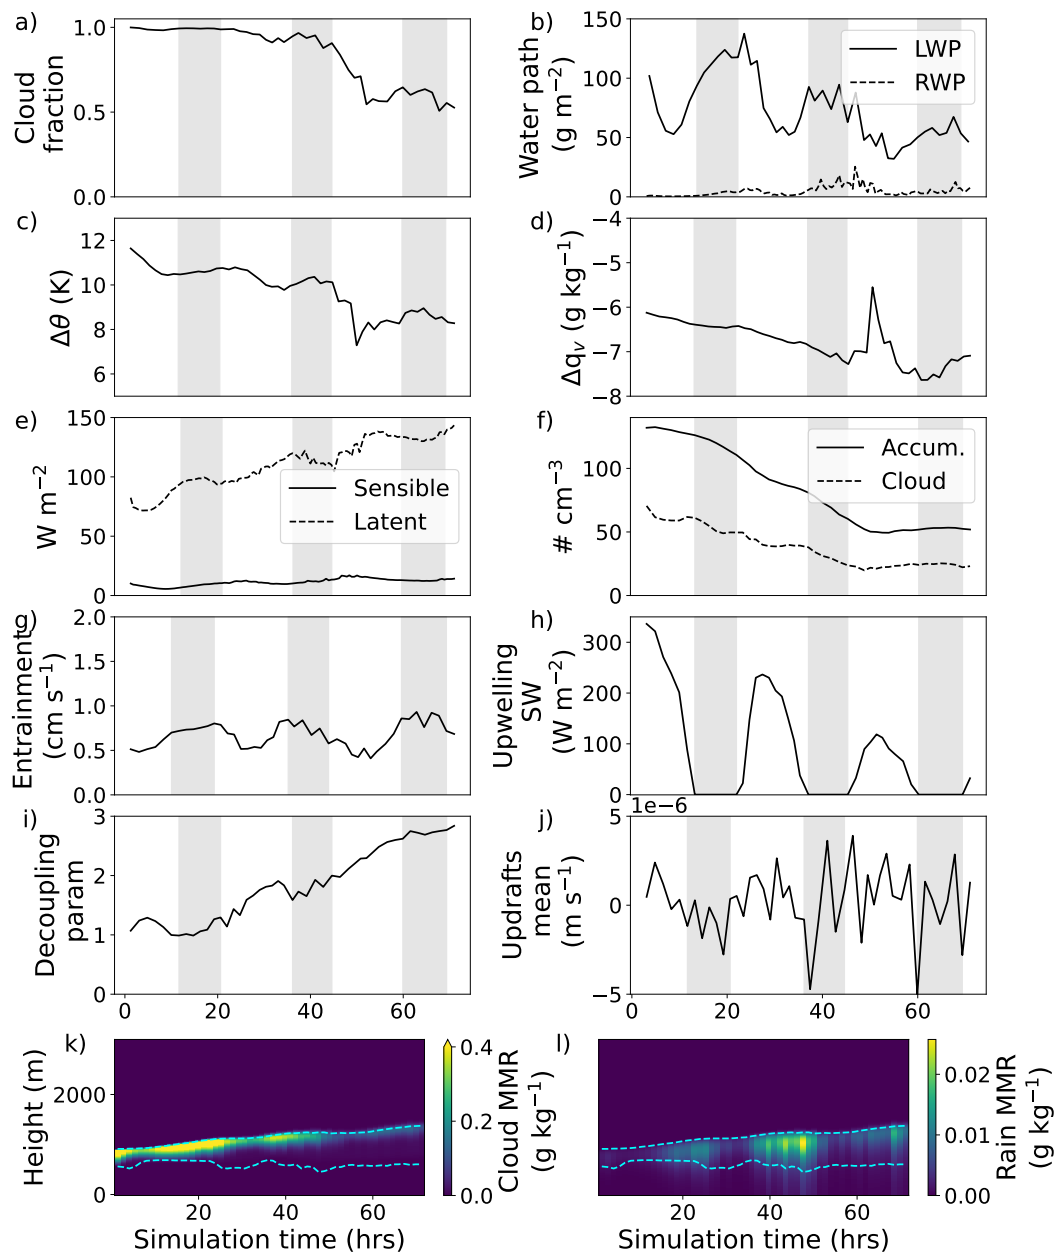 a)
Cloud
fraction
1.0
0.5
0.0
b)
Water path
(g m⁻²)
150
100
50
0
LWP
RWP
c)
Δθ (K)
12
10
8
6
d)
Δqᵥ (g kg⁻¹)
−4
−5
−6
−7
−8
e)
W m⁻²
150
100
50
0
Sensible
Latent
f)
# cm⁻³
100
50
0
Accum.
Cloud
g)
Entrainment
(cm s⁻¹)
2.0
1.5
1.0
0.5
0.0
h)
Upwelling
SW
(W m⁻²)
300
200
100
0
i)
Decoupling
param
3
2
1
0
0 20 40 60
j)
Updrafts
mean
(m s⁻¹)
1e−6
5
0
−5
0 20 40 60
k)
Height (m)
2000
0
20 40 60
Simulation time (hrs)
0.4
0.2
0.0
Cloud MMR
(g kg⁻¹)
l)
20 40 60
Simulation time (hrs)
0.02
0.01
0.00
Rain MMR
(g kg⁻¹)